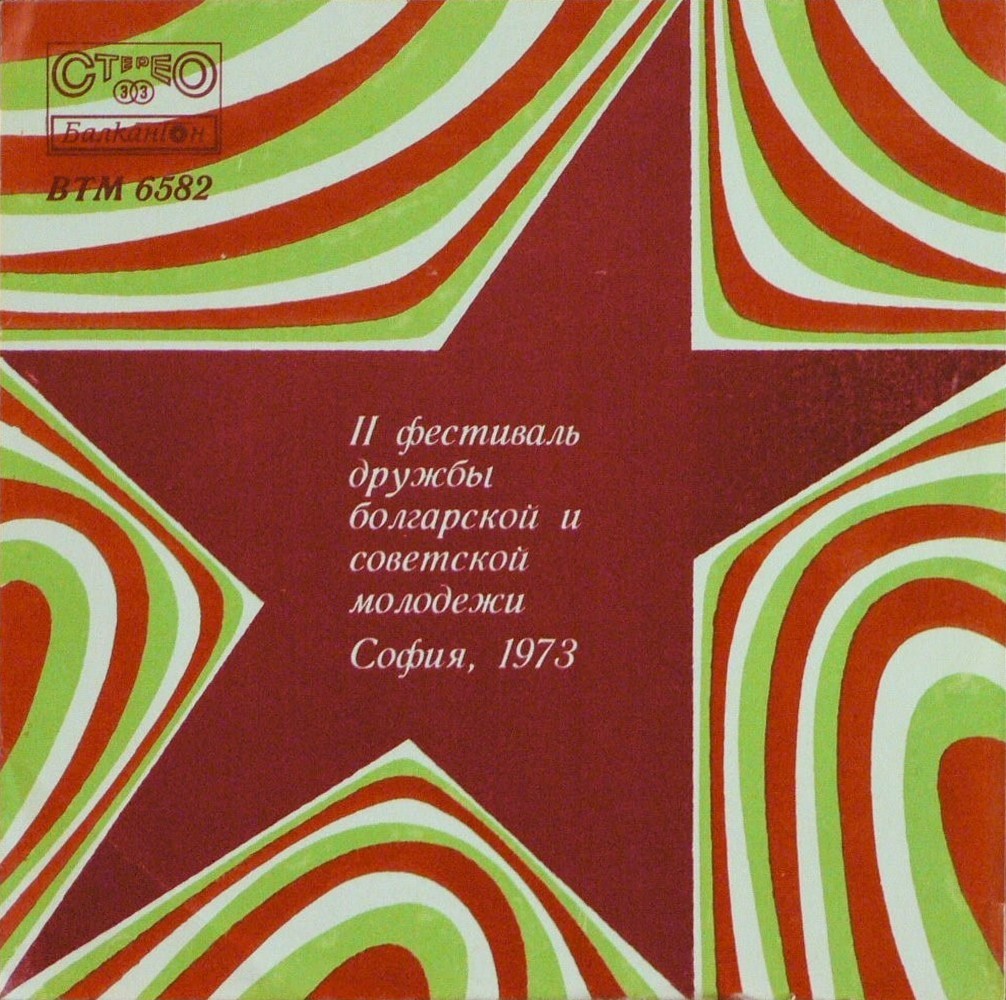 СТЕРЕО
33
Балкантон
ВТМ 6582
II фестиваль
дружбы
болгарской и
советской
молодежи
София, 1973